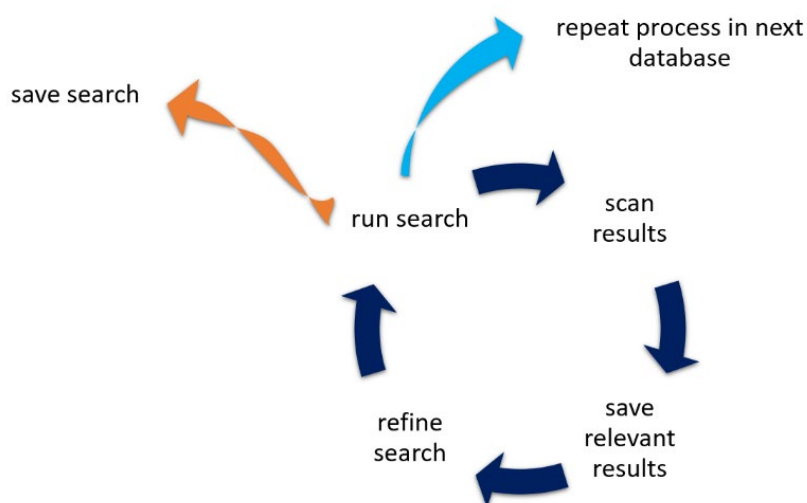 repeat process in next
database
save search
run search
scan
results
save
relevant
results
refine
search